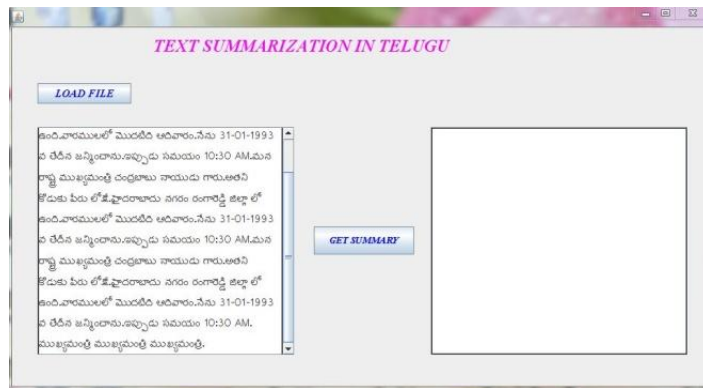 TEXT SUMMARIZATION IN TELUGU
LOAD FILE
ఉంది.వారములలో మొదటిది ఆదివారం.నేను 31-01-1993
వ తేదీన జన్మించాను.ఇప్పుడు సమయం 10:30 AM.మన
రాష్ట్ర ముఖ్యమంత్రి చంద్రబాబు నాయుడు గారు.అతని
కొడుకు పేరు లోకేశ్.హైదరాబాదు నగరం రంగారెడ్డి జిల్లా లో
ఉంది.వారములలో మొదటిది ఆదివారం.నేను 31-01-1993
వ తేదీన జన్మించాను.ఇప్పుడు సమయం 10:30 AM.మన
రాష్ట్ర ముఖ్యమంత్రి చంద్రబాబు నాయుడు గారు.అతని
కొడుకు పేరు లోకేశ్.హైదరాబాదు నగరం రంగారెడ్డి జిల్లా లో
ఉంది.వారములలో మొదటిది ఆదివారం.నేను 31-01-1993
వ తేదీన జన్మించాను.ఇప్పుడు సమయం 10:30 AM.
ముఖ్యమంత్రి ముఖ్యమంత్రి ముఖ్యమంత్రి.
GET SUMMARY